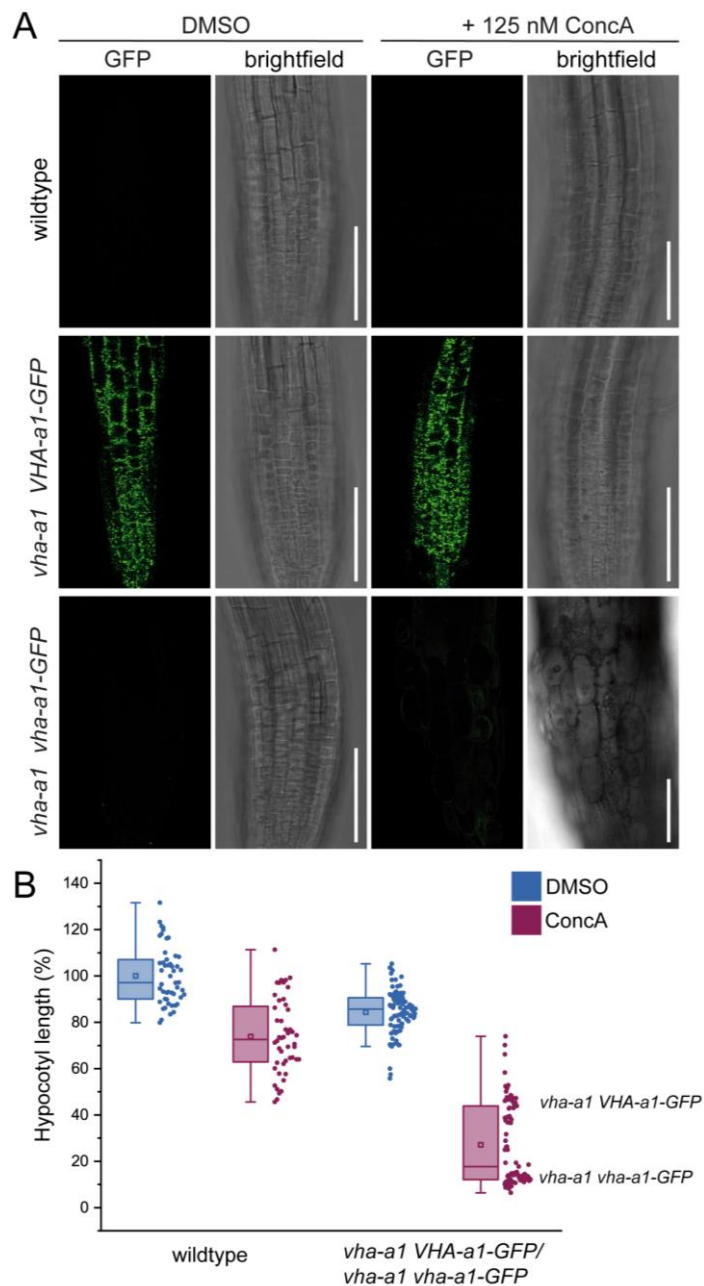 A
DMSO
+ 125 nM ConcA
GFP
brightfield
GFP
brightfield
wildtype
vha-a1 VHA-a1-GFP
vha-a1 vha-a1-GFP
B
Hypocotyl length (%)
140
120
100
80
60
40
20
0
DMSO
ConcA
vha-a1 VHA-a1-GFP
vha-a1 vha-a1-GFP
wildtype
vha-a1 VHA-a1-GFP/
vha-a1 vha-a1-GFP